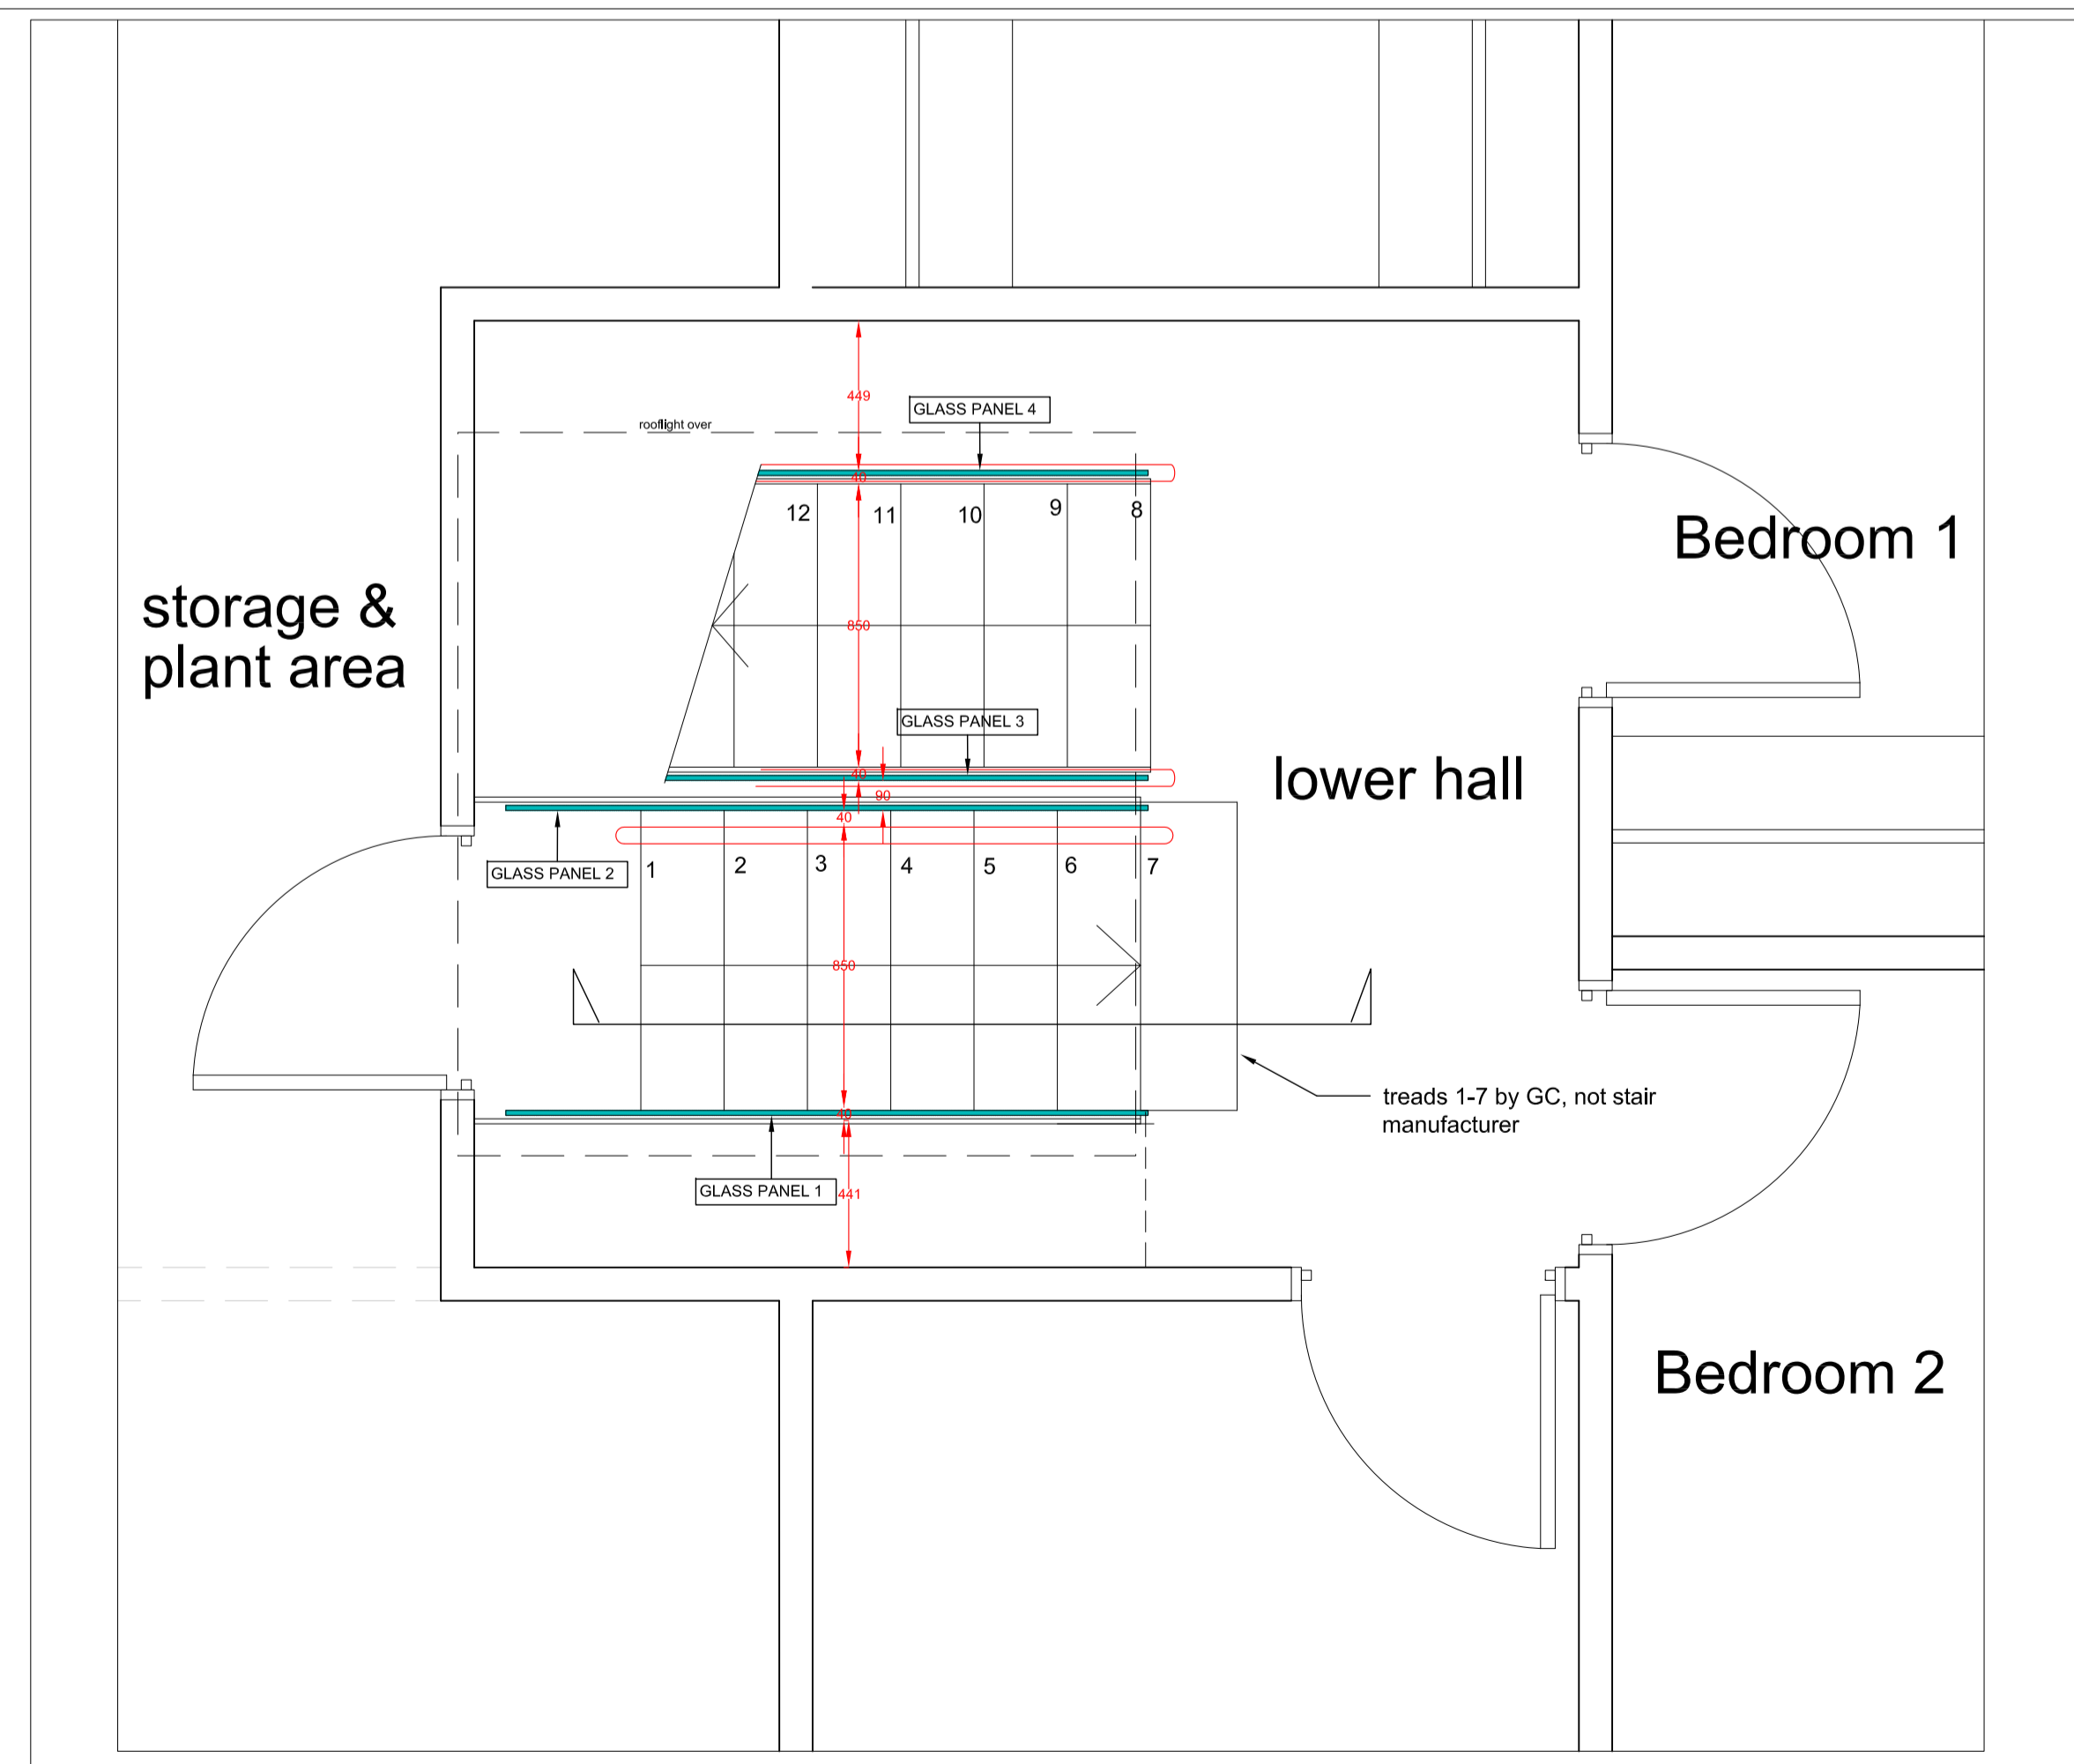 449
GLASS PANEL 4
rooflight over
40
12
11
10
9
8
Bedroom 1
storage &
plant area
850
GLASS PANEL 3
lower hall
40
90
40
GLASS PANEL 2
1
2
3
4
5
6
7
850
treads 1-7 by GC, not stair
manufacturer
40
GLASS PANEL 1
441
Bedroom 2